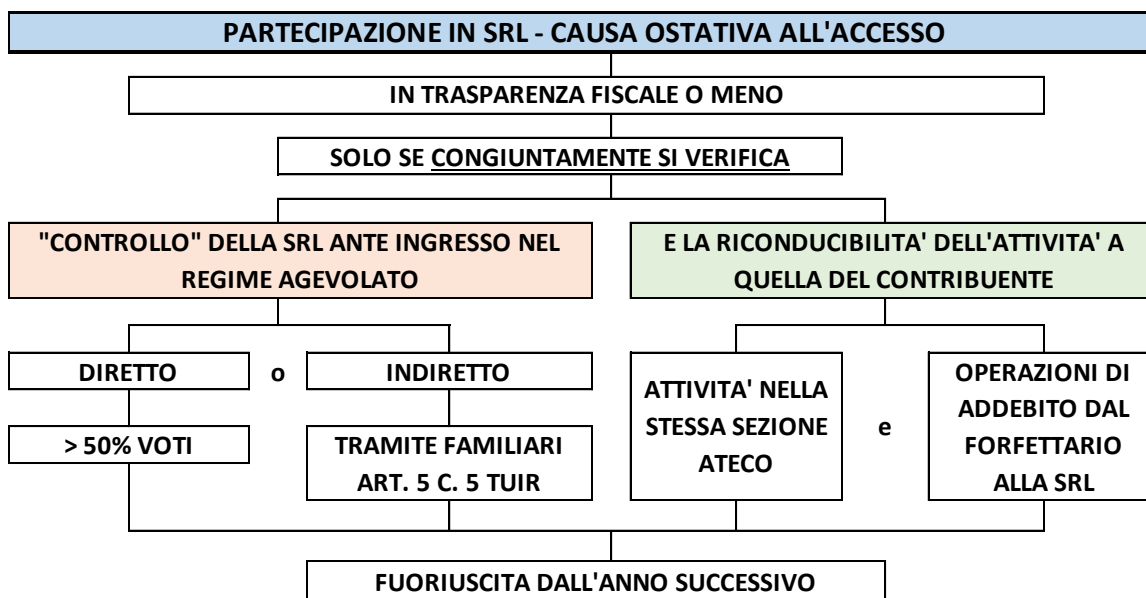 PARTECIPAZIONE IN SRL - CAUSA OSTATIVA ALL'ACCESSO
IN TRASPARENZA FISCALE O MENO
SOLO SE CONGIUNTAMENTE SI VERIFICA
"CONTROLLO" DELLA SRL ANTE INGRESSO NEL
REGIME AGEVOLATO
E LA RICONDUCIBILITA' DELL'ATTIVITA' A
QUELLA DEL CONTRIBUENTE
DIRETTO
o
INDIRETTO
> 50% VOTI
TRAMITE FAMILIARI
ART. 5 C. 5 TUIR
ATTIVITA' NELLA
STESSA SEZIONE
ATECO
e
OPERAZIONI DI
ADDEBITO DAL
FORFETTARIO
ALLA SRL
FUORIUSCITA DALL'ANNO SUCCESSIVO